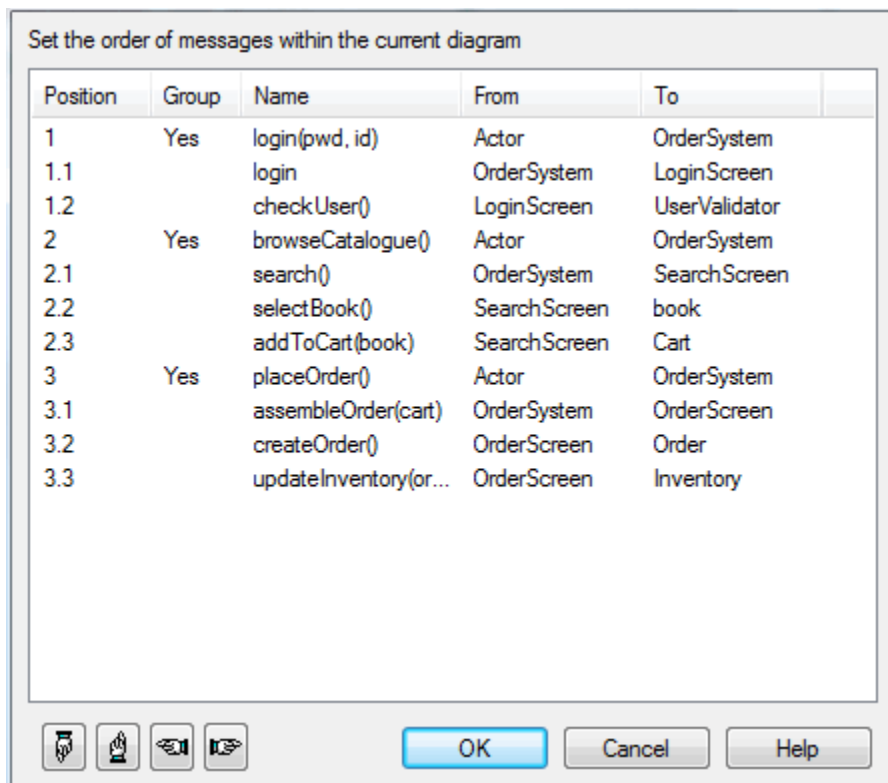 Set the order of messages within the current diagram
Position Group Name From To
1 Yes login(pwd, id) Actor OrderSystem
1.1 login OrderSystem LoginScreen
1.2 checkUser() LoginScreen UserValidator
2 Yes browseCatalogue() Actor OrderSystem
2.1 search() OrderSystem SearchScreen
2.2 selectBook() SearchScreen book
2.3 addToCart(book) SearchScreen Cart
3 Yes placeOrder() Actor OrderSystem
3.1 assembleOrder(cart) OrderSystem OrderScreen
3.2 createOrder() OrderScreen Order
3.3 updateInventory(or... OrderScreen Inventory
OK Cancel Help